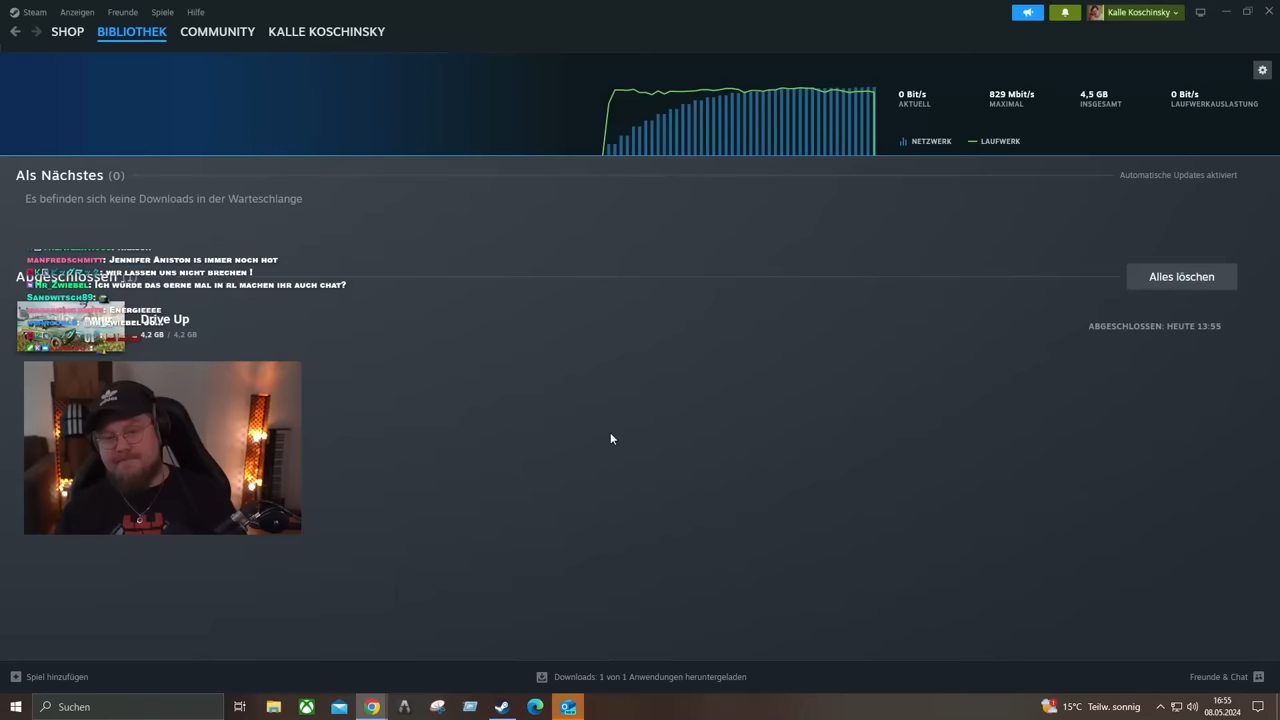 Steam Anzeigen Freunde Spiele Hilfe
Kalle Koschinsky
SHOP BIBLIOTHEK COMMUNITY KALLE KOSCHINSKY
0 Bit/s 829 Mbit/s 4,5 GB 0 Bit/s
AKTUELL MAXIMAL INSGESAMT LAUFWERKAUSLASTUNG
NETZWERK LAUFWERK
Als Nächstes (0)
Automatische Updates aktiviert
Es befinden sich keine Downloads in der Warteschlange
manfredschmitt: Jennifer Aniston is immer noch hot
wir lassen uns nicht brechen !
Abgeschlossen (1)
Alles löschen
Hr_Zwiebel: Ich würde das gerne mal in RL machen ihr auch chat?
Sandwitsch89:
Energieeee
Drive Up
4,2 GB / 4,2 GB
ABGESCHLOSSEN: HEUTE 13:55
Spiel hinzufügen
Downloads: 1 von 1 Anwendungen heruntergeladen
Freunde & Chat
Suchen
15°C Teilw. sonnig
16:55
08.05.2024